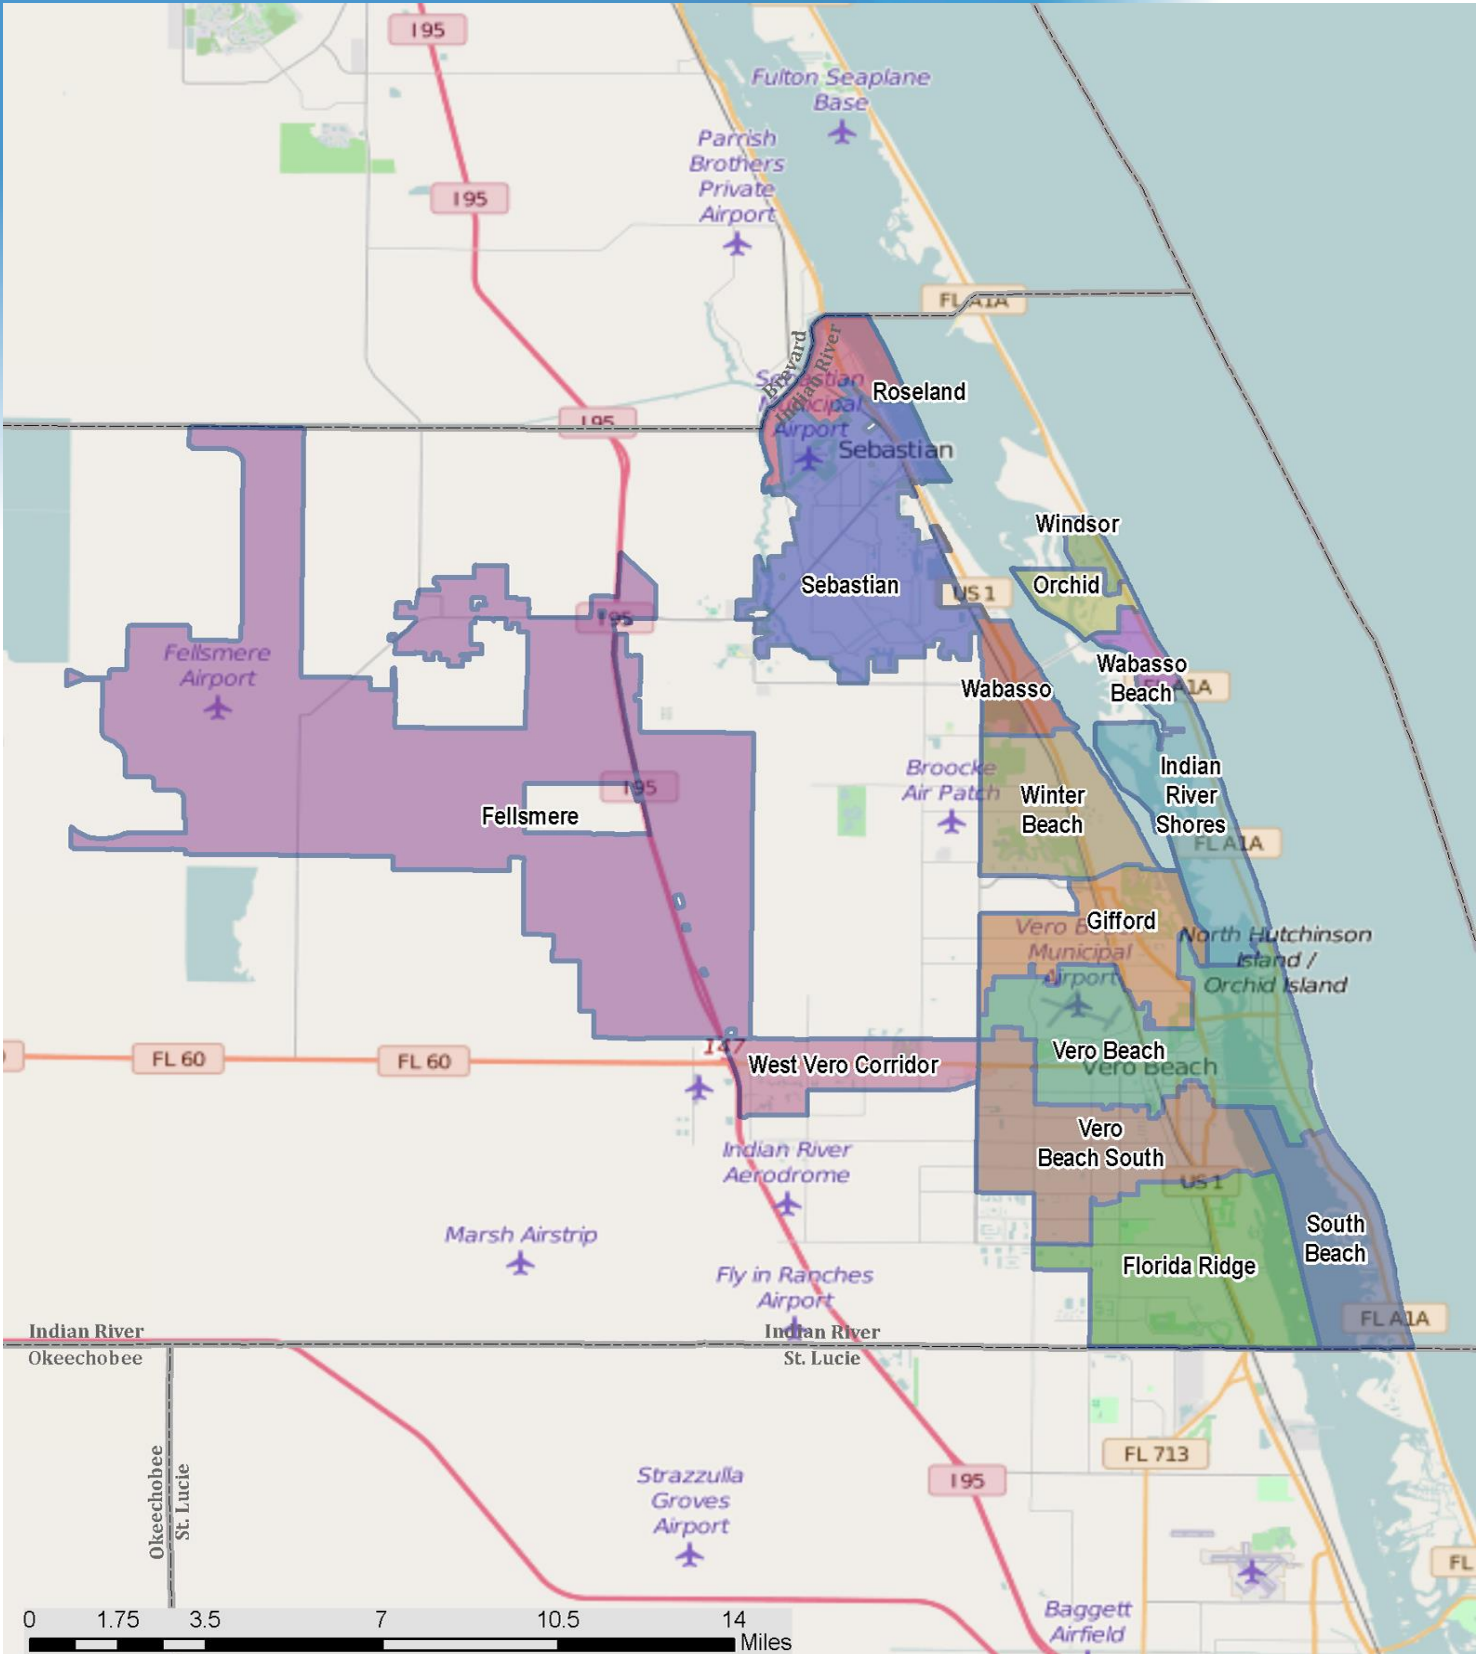 I 95
Fulton Seaplane
Base
Parrish
Brothers
Private
Airport
I 95
FL A1A
Brevard
Indian River
Sebastian
Municipal
Airport
Roseland
I 95
Sebastian
Windsor
Orchid
Sebastian
US 1
I 95
Fellsmere
Airport
Wabasso
Beach
FL A1A
Wabasso
Broocke
Air Patch
Indian
River
Shores
I 95
Winter
Beach
Fellsmere
FL A1A
Gifford
Vero Beach
Municipal
Airport
North Hutchinson
Island /
Orchid Island
147
FL 60
FL 60
West Vero Corridor
Vero Beach
Vero Beach
Vero
Beach South
Indian River
Aerodrome
US 1
South
Beach
Marsh Airstrip
Florida Ridge
Fly in Ranches
Airport
FL A1A
Indian River
Okeechobee
Indian River
St. Lucie
FL 713
Okeechobee
St. Lucie
Strazzulla
Groves
Airport
I 95
FL
Baggett
Airfield
0 1.75 3.5 7 10.5 14
Miles